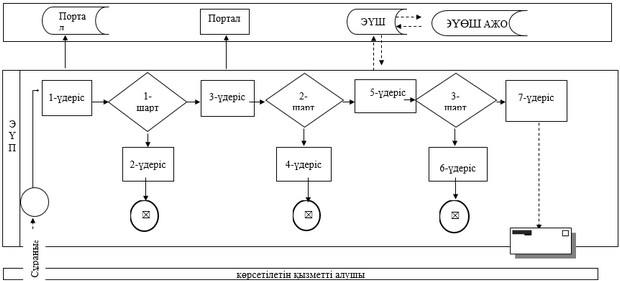 Порта
л
Портал
ЭҮШ
ЭҮӨШ АЖО
Э
Ү
П
1-үдеріс
1-
шарт
3-үдеріс
2-
шарт
5-үдеріс
3-
шарт
7-үдеріс
2-үдеріс
4-үдеріс
6-үдеріс
Сұраныс
көрсетілетін қызметті алушы